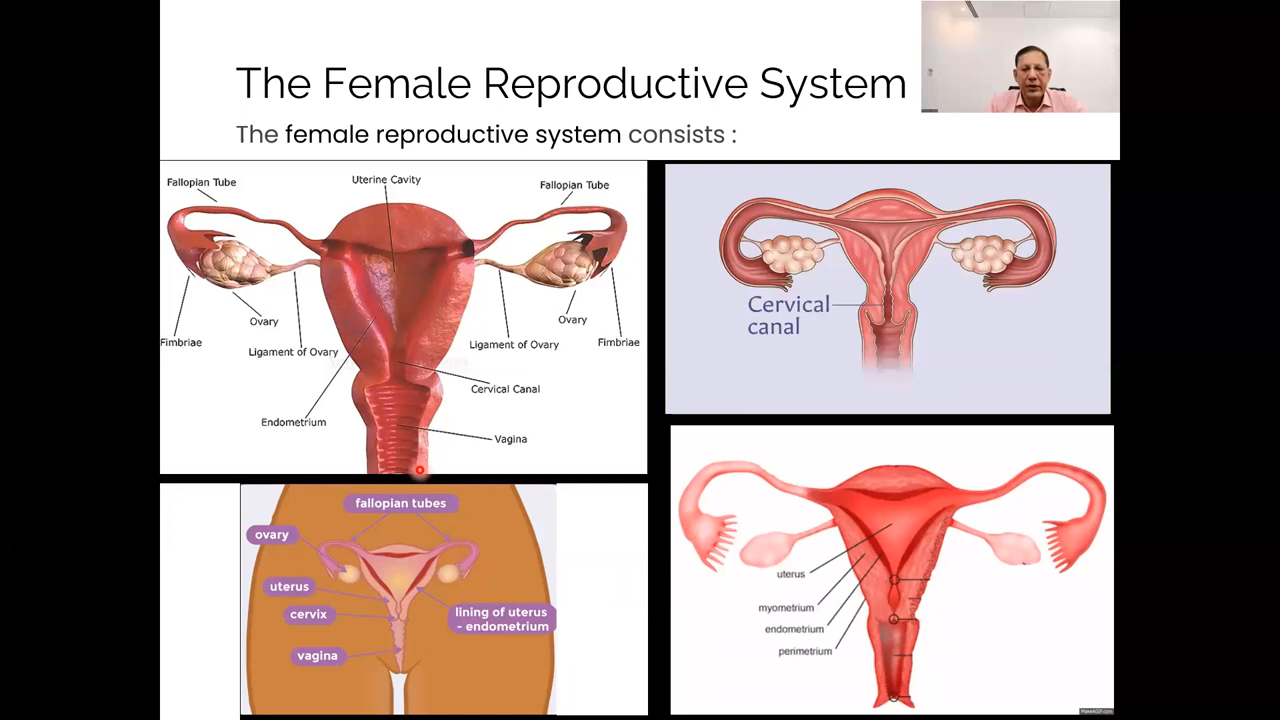 The Female Reproductive System
The female reproductive system consists :
Fallopian Tube
Uterine Cavity
Fallopian Tube
Ovary
Ovary
Fimbriae
Ligament of Ovary
Ligament of Ovary
Fimbriae
Cervical Canal
Endometrium
Vagina
Cervical
canal
fallopian tubes
ovary
uterus
cervix
lining of uterus
- endometrium
vagina
uterus
myometrium
endometrium
perimetrium
MakeAGIF.com